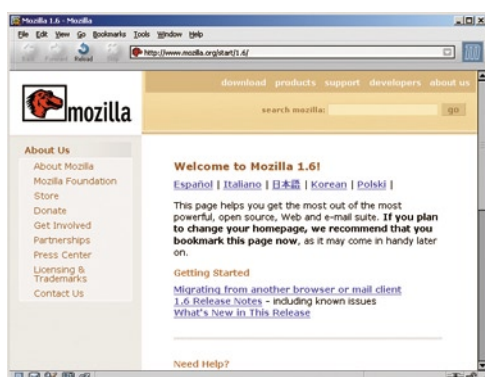 Mozilla 1.6 - Mozilla
File Edit View Go Bookmarks Tools Window Help
Back Forward Reload Stop http://www.mozilla.org/start/1.6/
download products support developers about us
mozilla
search mozilla: go
About Us
About Mozilla
Mozilla Foundation
Store
Donate
Get Involved
Partnerships
Press Center
Licensing &
Trademarks
Contact Us
Welcome to Mozilla 1.6!
Español | Italiano | 日本語 | Korean | Polski |
This page helps you get the most out of the most
powerful, open source, Web and e-mail suite. If you plan
to change your homepage, we recommend that you
bookmark this page now, as it may come in handy later
on.
Getting Started
Migrating from another browser or mail client
1.6 Release Notes - including known issues
What's New in This Release
Need Help?